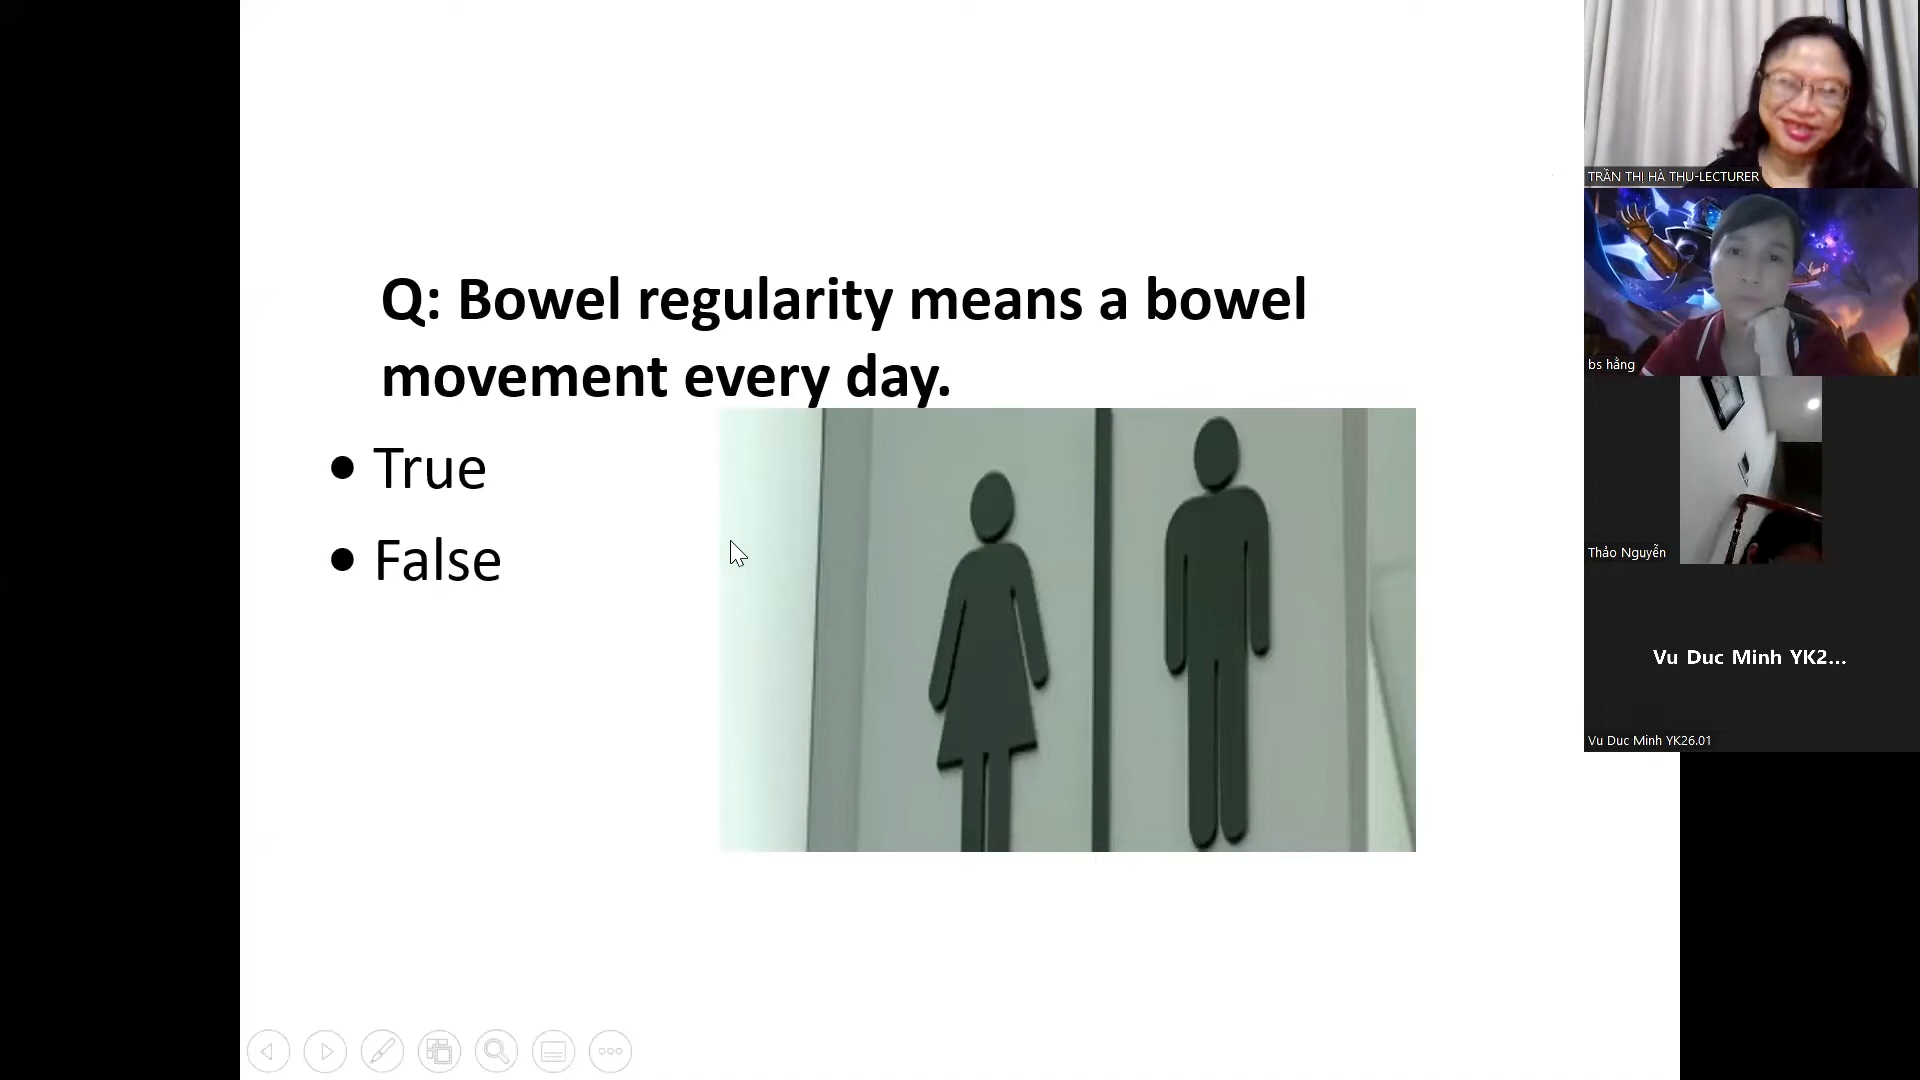 Q: Bowel regularity means a bowel
movement every day.
• True
• False
TRẦN THỊ HÀ THU-LECTURER
bs hằng
Thảo Nguyễn
Vu Duc Minh YK2...
Vu Duc Minh YK26.01